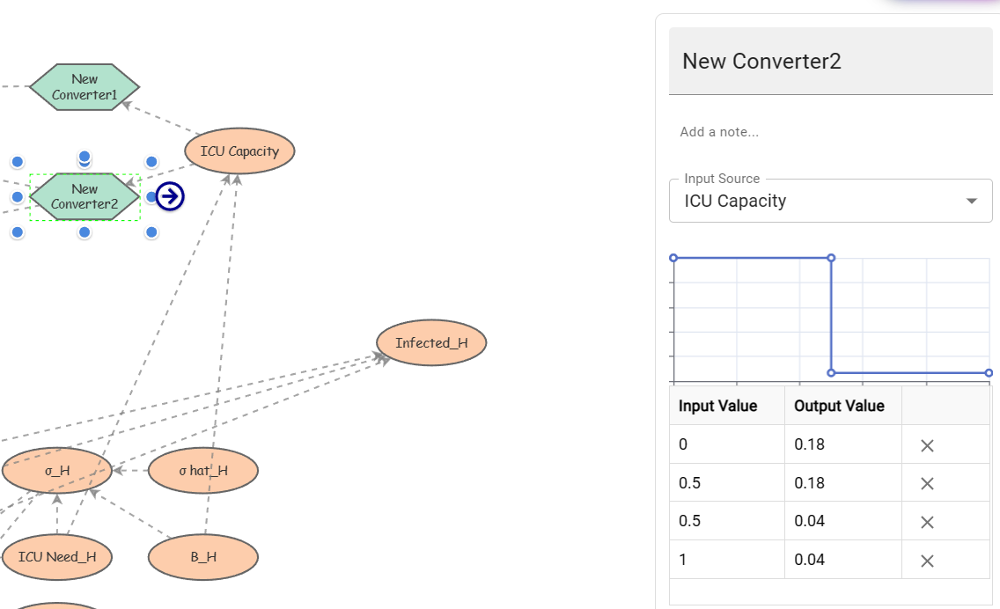 New
Converter1
ICU Capacity
New
Converter2
Infected_H
σ_H
σ hat_H
ICU Need_H
B_H
New Converter2
Add a note...
Input Source
ICU Capacity
Input Value Output Value
0 0.18
0.5 0.18
0.5 0.04
1 0.04